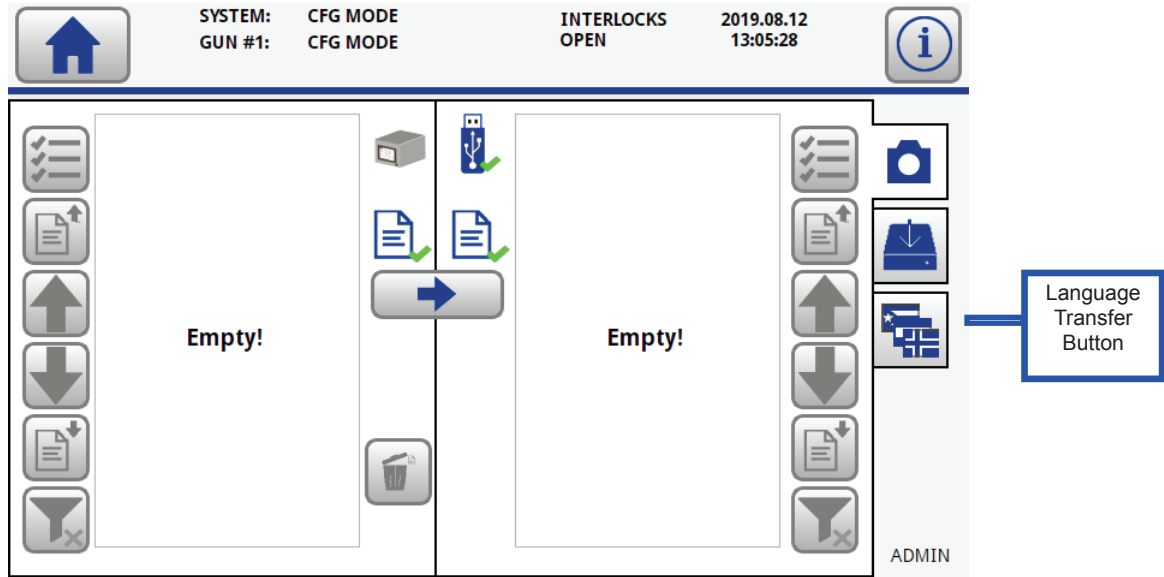 SYSTEM: CFG MODE
GUN #1: CFG MODE
INTERLOCKS
OPEN
2019.08.12
13:05:28
Empty!
Empty!
Language
Transfer
Button
ADMIN